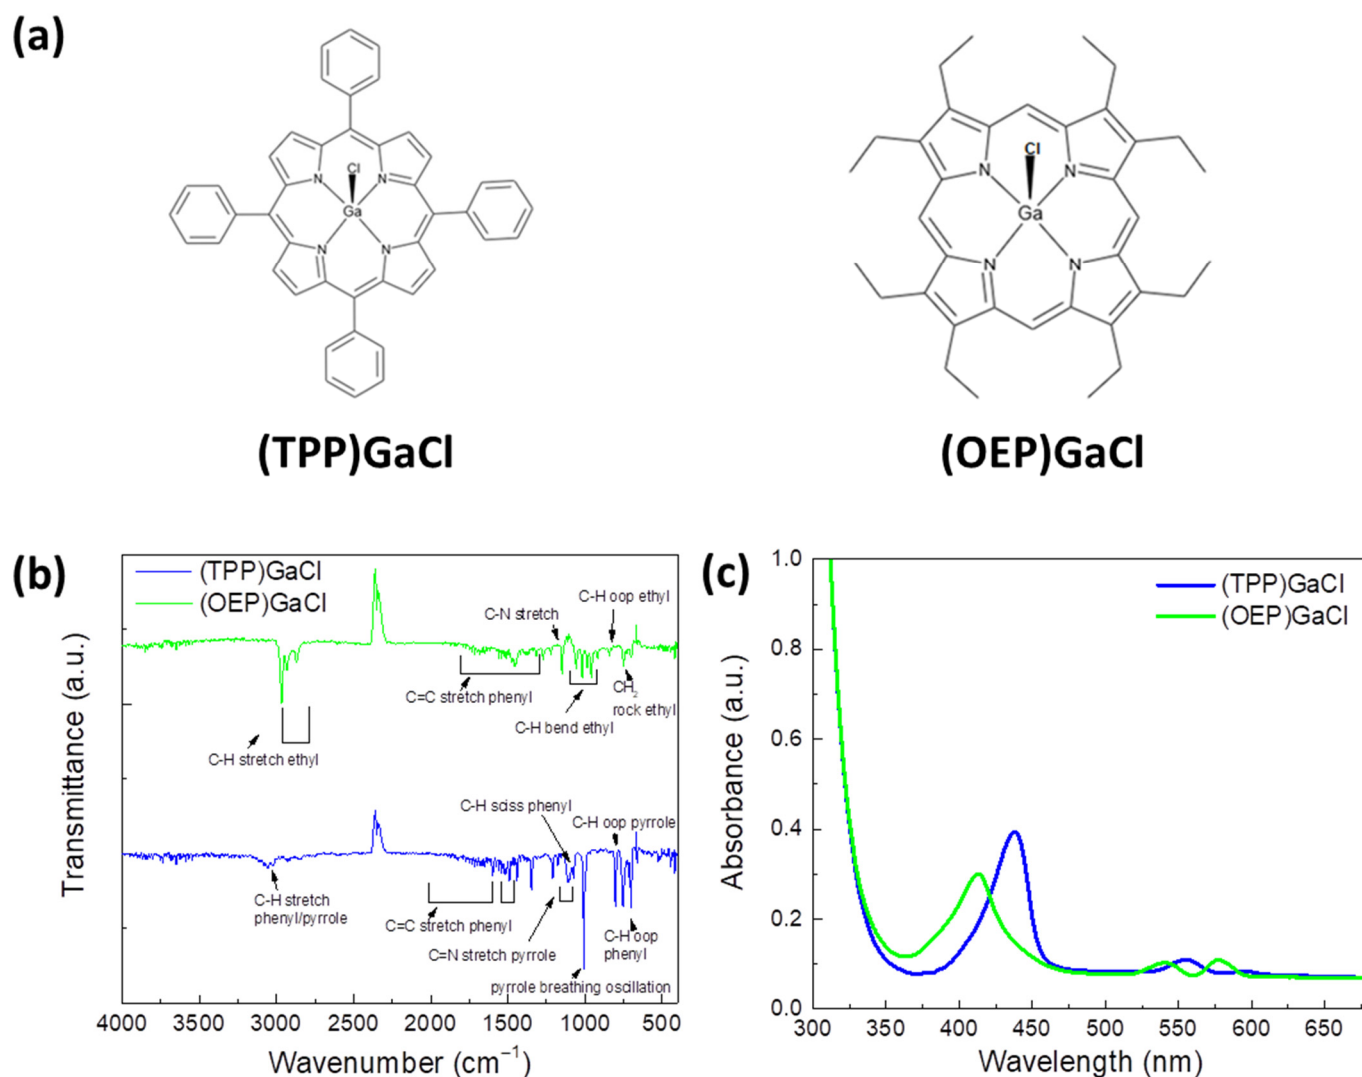 (a)
Cl
N
N
Ga
N
N
Cl
N
N
Ga
N
N
(TPP)GaCl
(OEP)GaCl
(b)
(TPP)GaCl
(OEP)GaCl
C-N stretch
C-H oop ethyl
C=C stretch phenyl
C-H bend ethyl
CH2
rock ethyl
C-H stretch ethyl
C-H sciss phenyl
C-H oop pyrrole
C-H stretch
phenyl/pyrrole
C=C stretch phenyl
C=N stretch pyrrole
C-H oop
phenyl
pyrrole breathing oscillation
Transmittance (a.u.)
4000 3500 3000 2500 2000 1500 1000 500
Wavenumber (cm⁻¹)
(c)
(TPP)GaCl
(OEP)GaCl
1.0
0.8
0.6
0.4
0.2
0.0
Absorbance (a.u.)
300 350 400 450 500 550 600 650
Wavelength (nm)